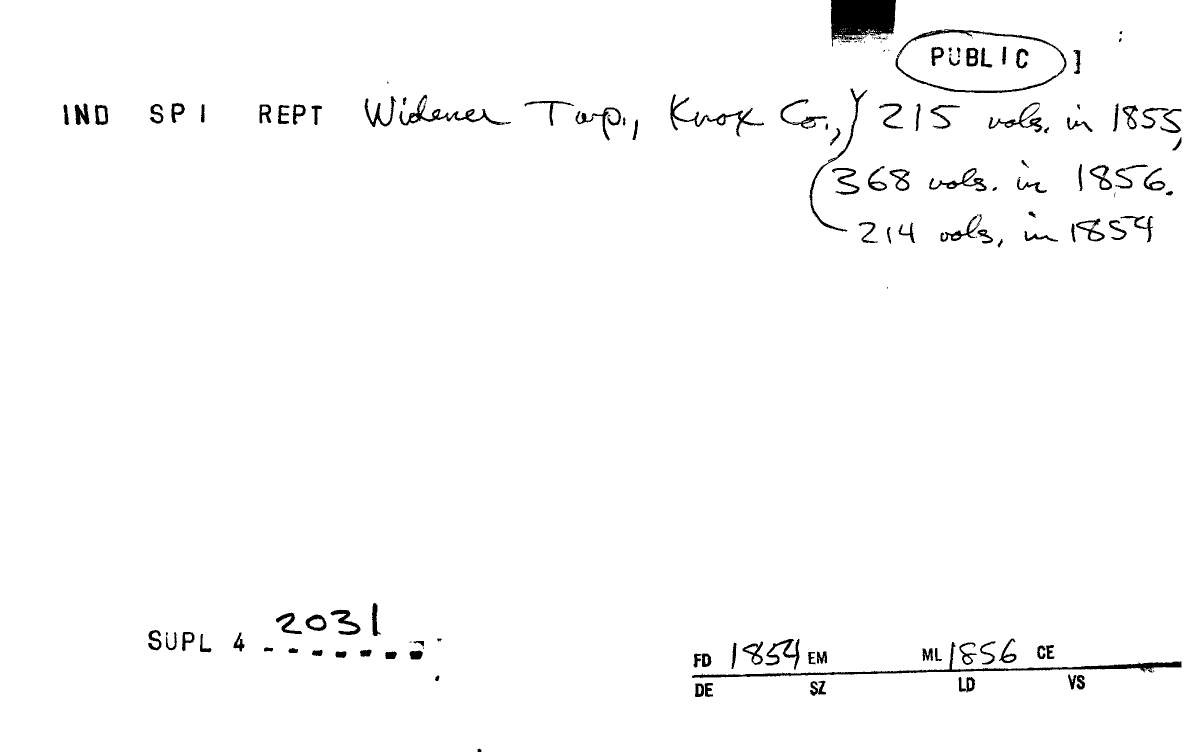 PUBLIC ]
IND SPI REPT Widener Twp., Knox Co., 215 vols. in 1855,
368 vols. in 1856.
214 vols. in 1854
SUPL 4 2031
FD 1854 EM ML 1856 CE
DE SZ LD VS